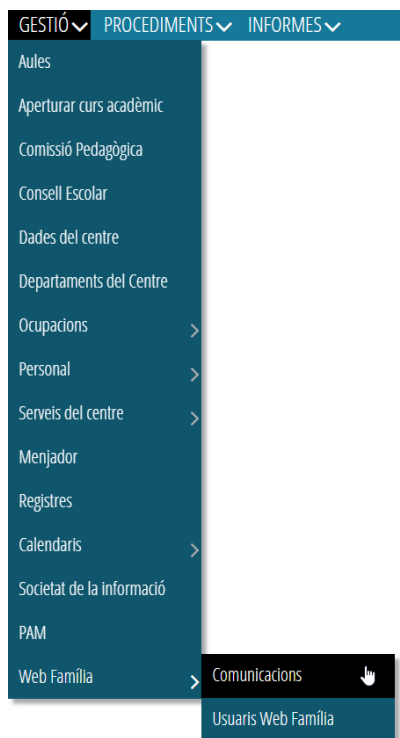 GESTIÓ PROCEDIMENTS INFORMES
Aules
Aperturar curs acadèmic
Comissió Pedagògica
Consell Escolar
Dades del centre
Departaments del Centre
Ocupacions
Personal
Serveis del centre
Menjador
Registres
Calendaris
Societat de la informació
PAM
Web Família
Comunicacions
Usuaris Web Família